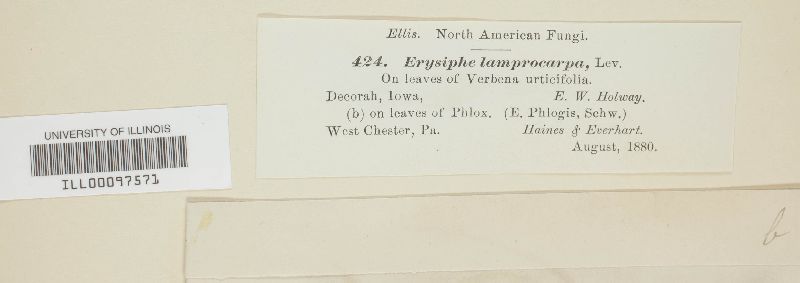 Ellis. North American Fungi.
424. Erysiphe lamprocarpa, Lev.
On leaves of Verbena urticifolia.
Decorah, Iowa, E. W. Holway.
(b) on leaves of Phlox. (E. Phlogis, Schw.)
West Chester, Pa. Haines & Everhart.
August, 1880.
UNIVERSITY OF ILLINOIS
ILL00097571
b